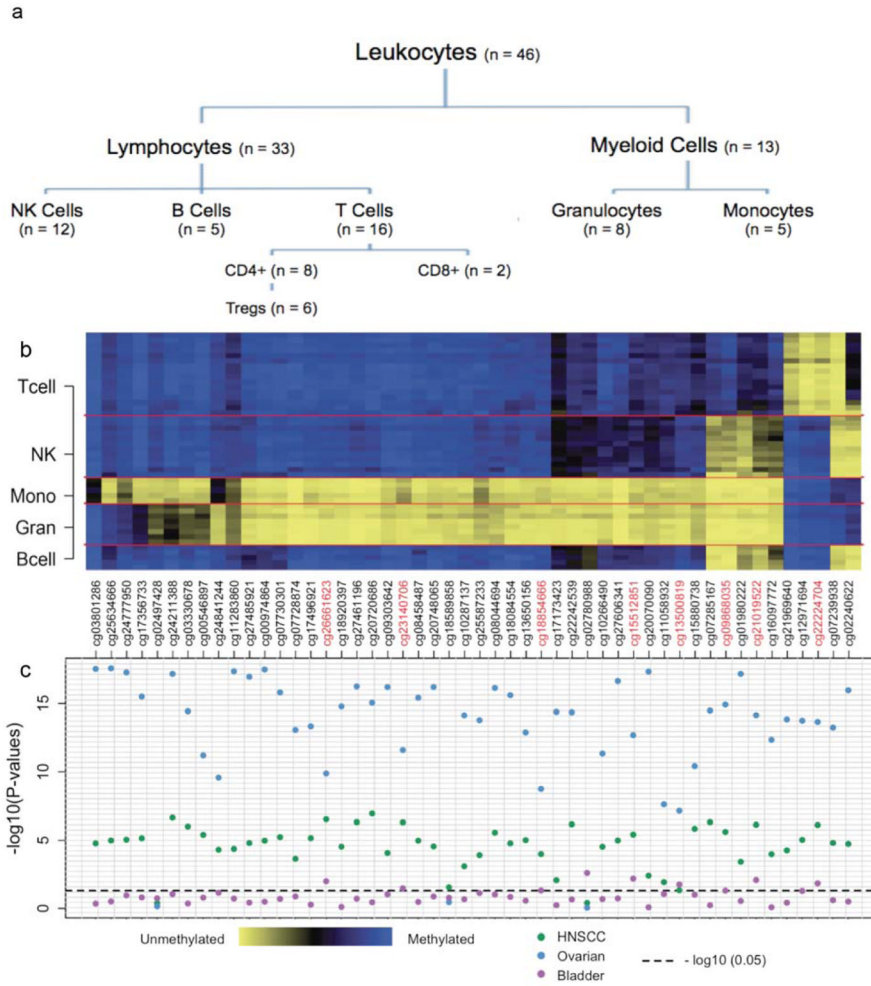 a
Leukocytes (n = 46)
Lymphocytes (n = 33)
Myeloid Cells (n = 13)
NK Cells
(n = 12)
B Cells
(n = 5)
T Cells
(n = 16)
Granulocytes
(n = 8)
Monocytes
(n = 5)
CD4+ (n = 8)
CD8+ (n = 2)
Tregs (n = 6)
b
Tcell
NK
Mono
Gran
Bcell
cg03801286
cg25634666
cg24777950
cg17356733
cg02497428
cg24211388
cg03330678
cg00546897
cg24841244
cg11283860
cg27485921
cg00974864
cg07730301
cg07728874
cg17496921
cg26661623
cg18920397
cg27461196
cg20720686
cg09303642
cg23140706
cg08458487
cg20748065
cg18589858
cg10287137
cg25587233
cg08044694
cg18084554
cg13650156
cg18854666
cg17173423
cg22242539
cg02780988
cg10266490
cg27606341
cg15512851
cg20070090
cg11058932
cg13500819
cg15880738
cg07285167
cg09868035
cg01980222
cg21019522
cg16097772
cg21969640
cg22224704
cg12971694
cg07239938
cg02240622
c
-log10(P-values)
15
10
5
0
Unmethylated
Methylated
HNSCC
Ovarian
Bladder
- log10 (0.05)